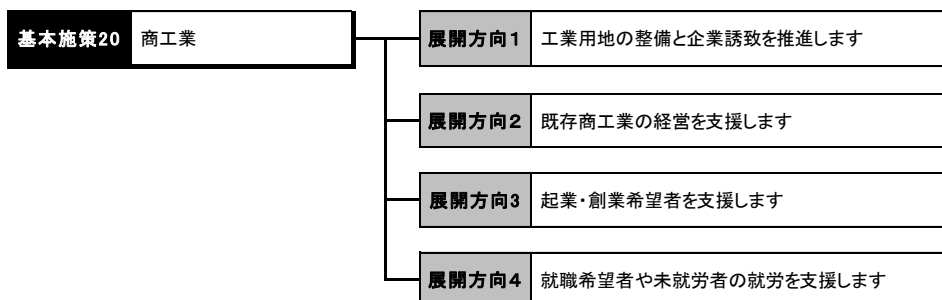 基本施策20 商工業
展開方向1 工業用地の整備と企業誘致を推進します
展開方向2 既存商工業の経営を支援します
展開方向3 起業・創業希望者を支援します
展開方向4 就職希望者や未就労者の就労を支援します